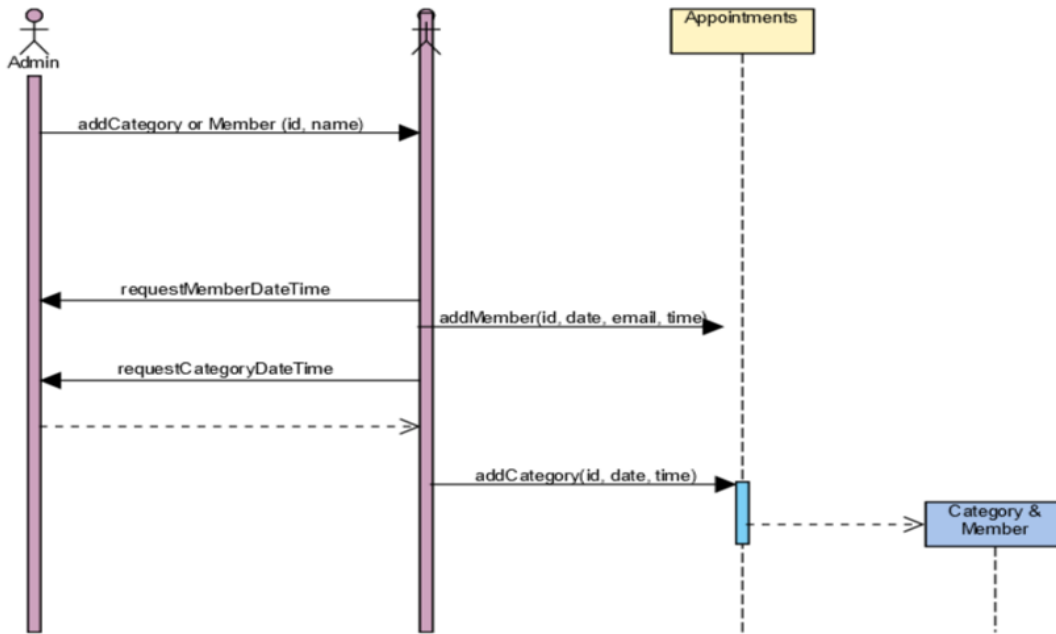 Appointments
Admin
addCategory or Member (id, name)
requestMemberDateTime
addMember(id, date, email, time)
requestCategoryDateTime
addCategory(id, date, time)
Category &
Member